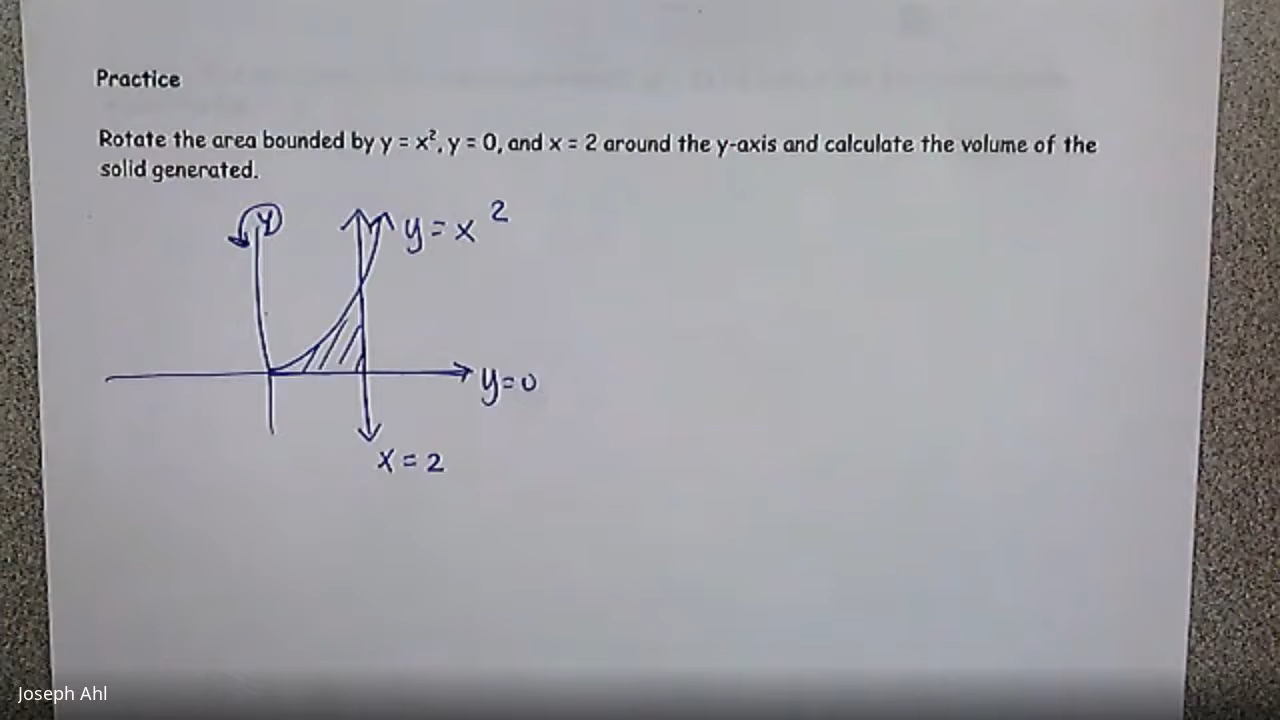 Practice
Rotate the area bounded by y = x², y = 0, and x = 2 around the y-axis and calculate the volume of the
solid generated.
y
y = x²
y=0
x = 2
Joseph Ahl